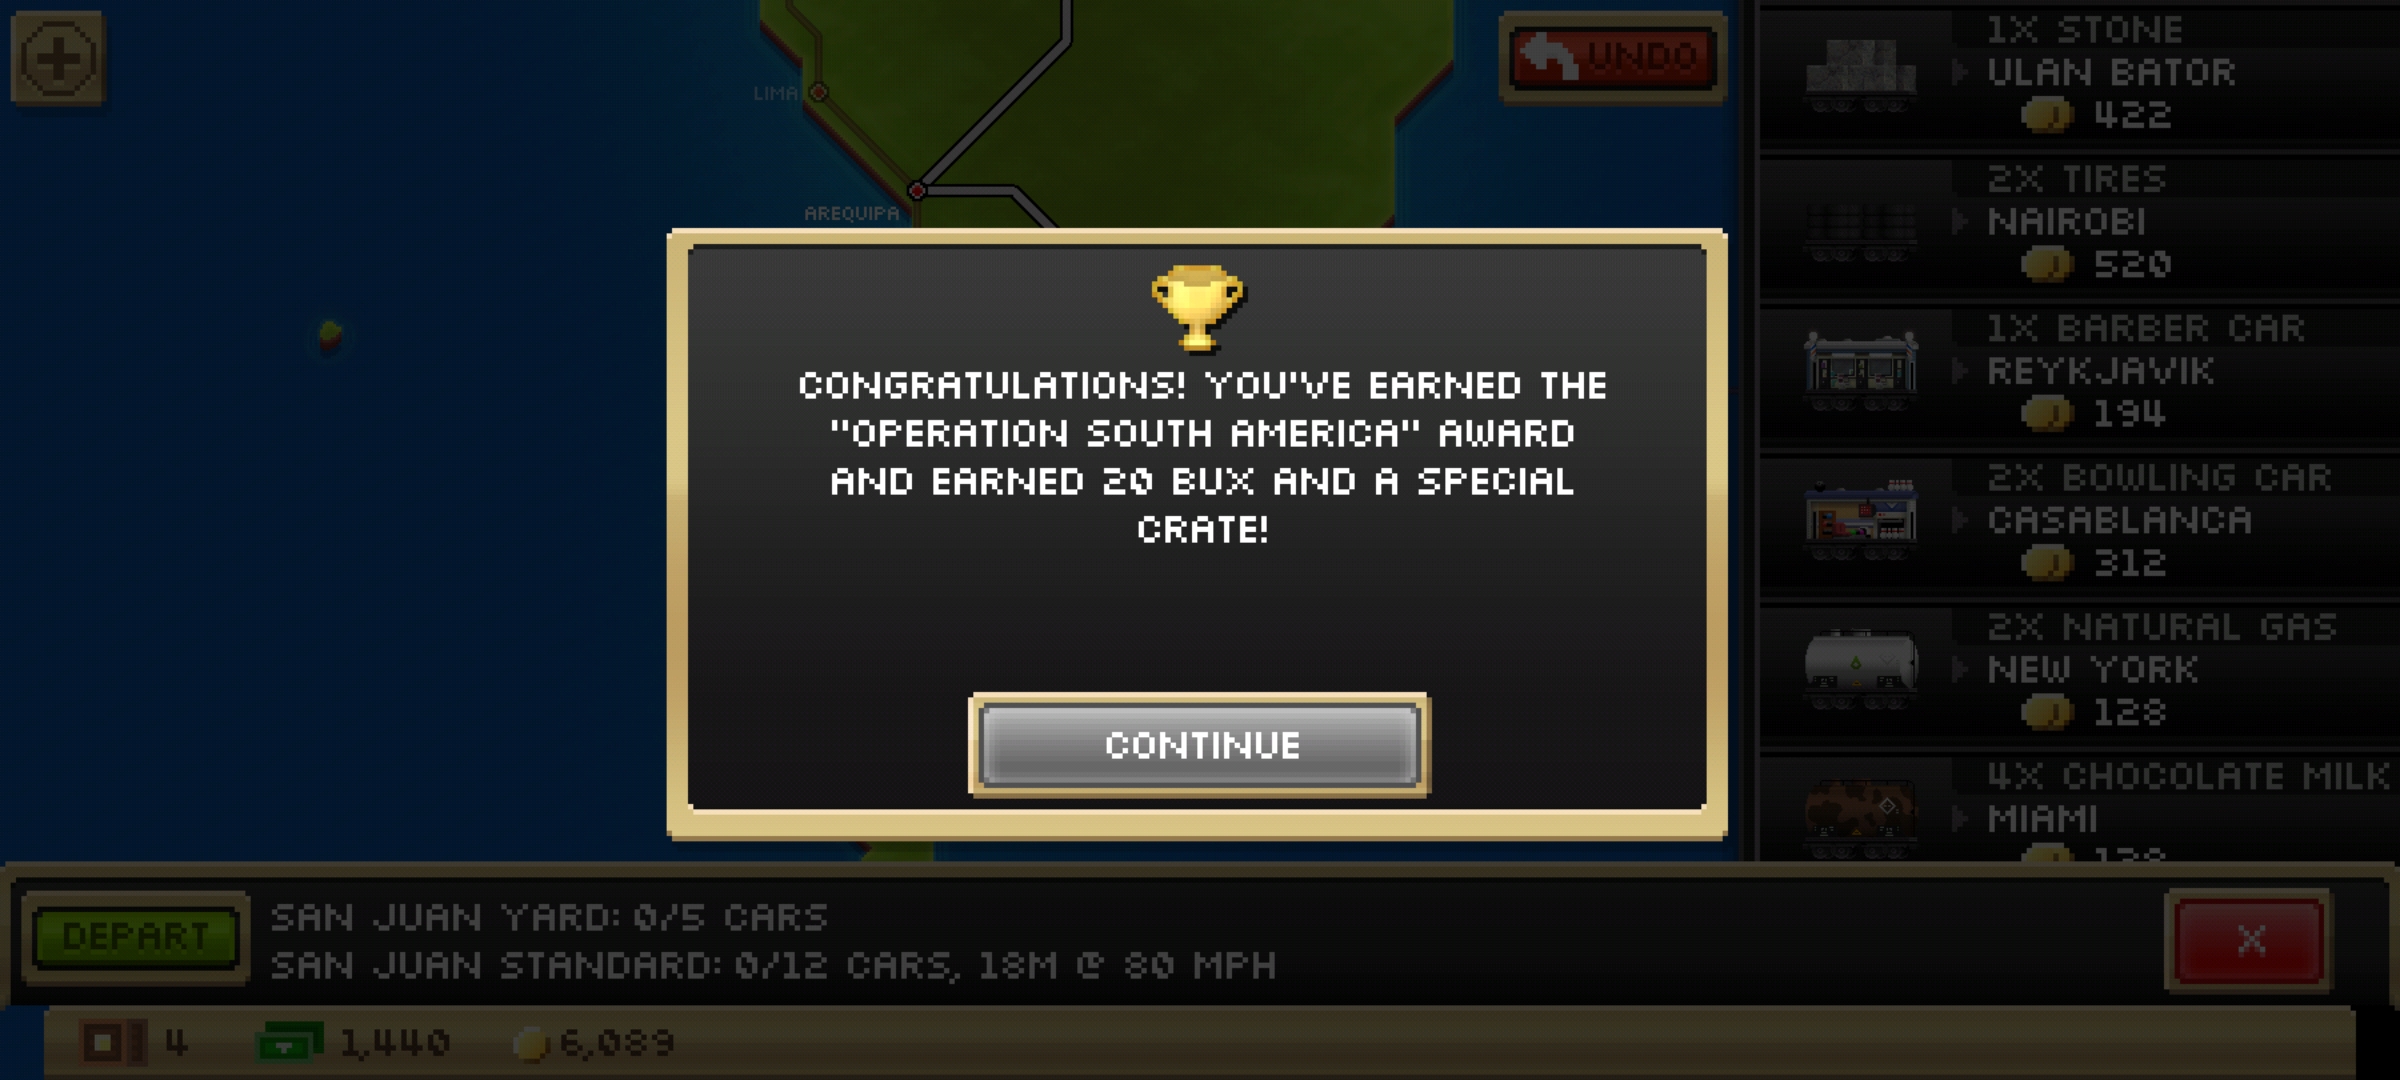 LIMA
AREQUIPA
UNDO
1X STONE
ULAN BATOR
422
2X TIRES
NAIROBI
520
1X BARBER CAR
REYKJAVIK
194
2X BOWLING CAR
CASABLANCA
312
2X NATURAL GAS
NEW YORK
128
4X CHOCOLATE MILK
MIAMI
CONGRATULATIONS! YOU'VE EARNED THE
"OPERATION SOUTH AMERICA" AWARD
AND EARNED 20 BUX AND A SPECIAL
CRATE!
CONTINUE
DEPART
SAN JUAN YARD: 0/5 CARS
SAN JUAN STANDARD: 0/12 CARS, 18M @ 80 MPH
X
4
1,440
6,089